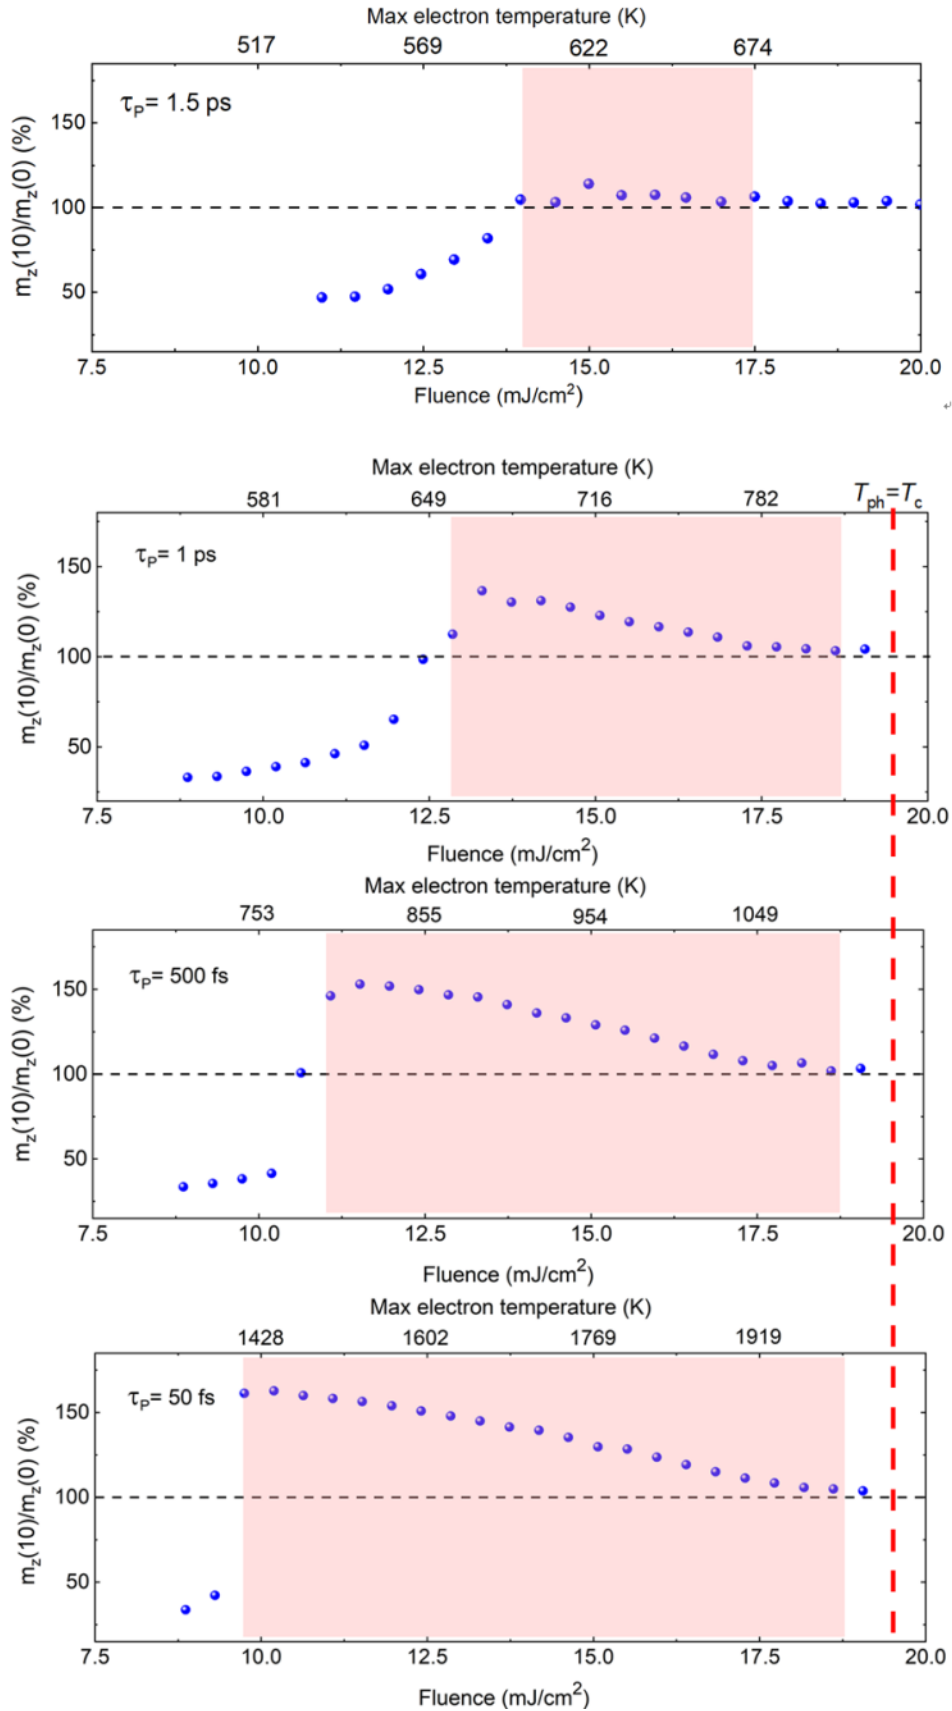 Max electron temperature (K)
517 569 622 674
τP= 1.5 ps
mz(10)/mz(0) (%)
150
100
50
7.5 10.0 12.5 15.0 17.5 20.0
Fluence (mJ/cm²)
Max electron temperature (K)
581 649 716 782 Tph=Tc
τP= 1 ps
mz(10)/mz(0) (%)
150
100
50
7.5 10.0 12.5 15.0 17.5 20.0
Fluence (mJ/cm²)
Max electron temperature (K)
753 855 954 1049
τP= 500 fs
mz(10)/mz(0) (%)
150
100
50
7.5 10.0 12.5 15.0 17.5 20.0
Fluence (mJ/cm²)
Max electron temperature (K)
1428 1602 1769 1919
τP= 50 fs
mz(10)/mz(0) (%)
150
100
50
7.5 10.0 12.5 15.0 17.5 20.0
Fluence (mJ/cm²)